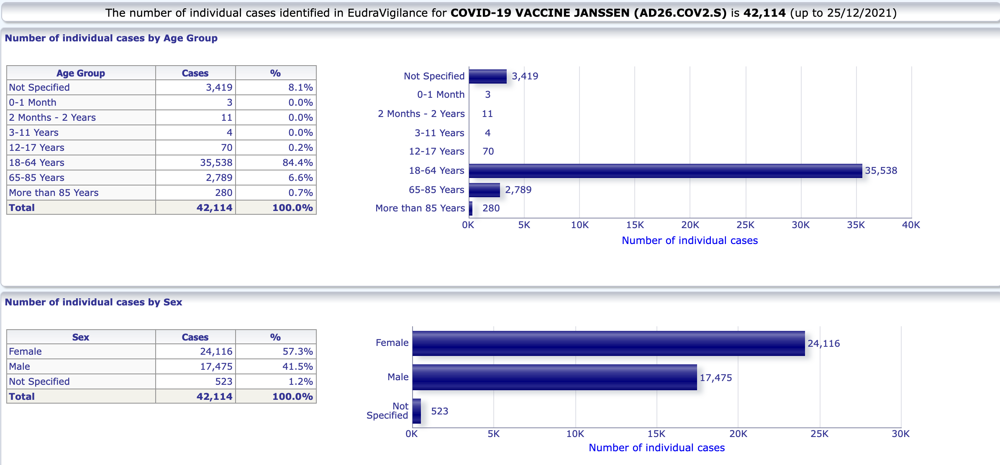 The number of individual cases identified in EudraVigilance for COVID-19 VACCINE JANSSEN (AD26.COV2.S) is 42,114 (up to 25/12/2021)
Number of individual cases by Age Group
Age Group Cases %
Not Specified 3,419 8.1%
0-1 Month 3 0.0%
2 Months - 2 Years 11 0.0%
3-11 Years 4 0.0%
12-17 Years 70 0.2%
18-64 Years 35,538 84.4%
65-85 Years 2,789 6.6%
More than 85 Years 280 0.7%
Total 42,114 100.0%
Not Specified 3,419
0-1 Month 3
2 Months - 2 Years 11
3-11 Years 4
12-17 Years 70
18-64 Years 35,538
65-85 Years 2,789
More than 85 Years 280
0K 5K 10K 15K 20K 25K 30K 35K 40K
Number of individual cases
Number of individual cases by Sex
Sex Cases %
Female 24,116 57.3%
Male 17,475 41.5%
Not Specified 523 1.2%
Total 42,114 100.0%
Female 24,116
Male 17,475
Not
Specified 523
0K 5K 10K 15K 20K 25K 30K
Number of individual cases